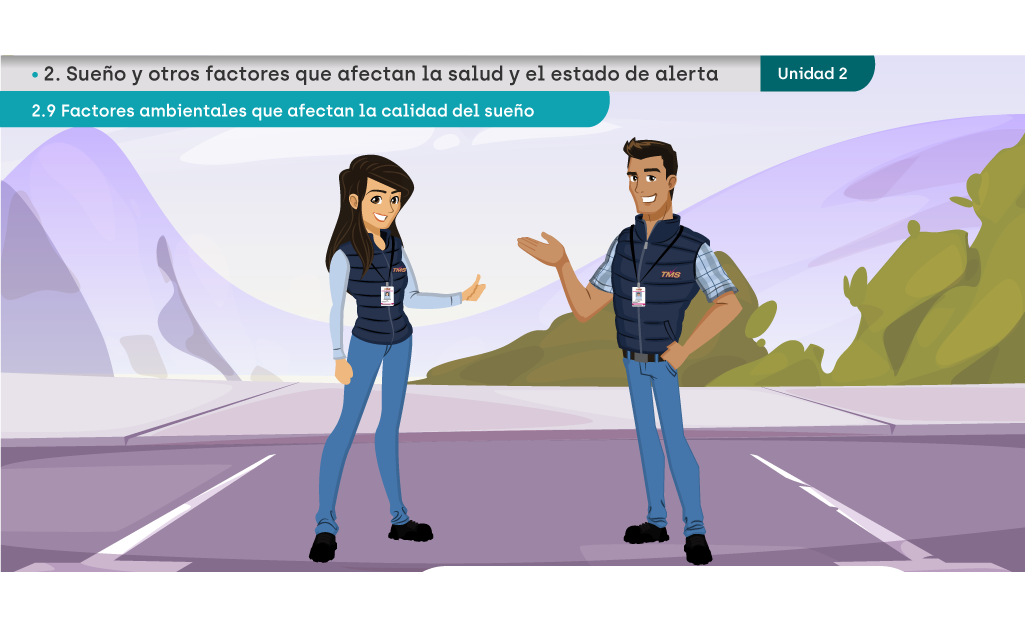 • 2. Sueño y otros factores que afectan la salud y el estado de alerta
Unidad 2
2.9 Factores ambientales que afectan la calidad del sueño
TMS
TMS